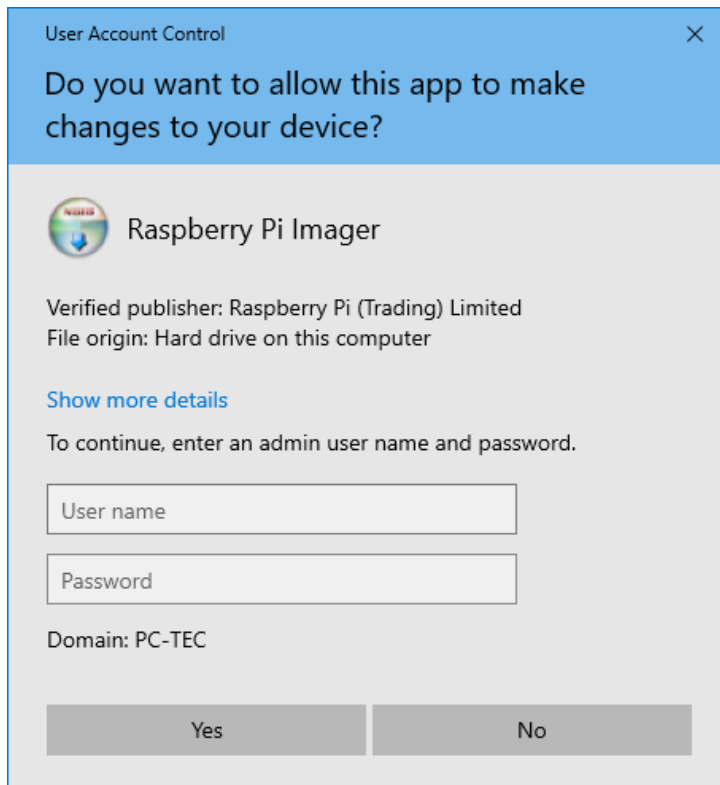 User Account Control
Do you want to allow this app to make
changes to your device?
Raspberry Pi Imager
Verified publisher: Raspberry Pi (Trading) Limited
File origin: Hard drive on this computer
Show more details
To continue, enter an admin user name and password.
User name
Password
Domain: PC-TEC
Yes
No